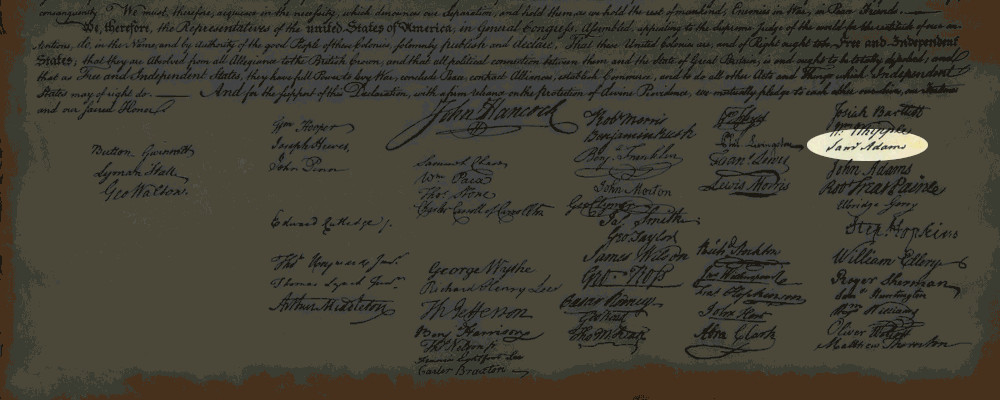 consanguinity. We must, therefore, acquiesce in the necessity, which denounces our Separation, and hold them, as we hold the rest of mankind, Enemies in War, in Peace Friends.
We, therefore, the Representatives of the united States of America, in General Congress, Assembled, appealing to the Supreme Judge of the world for the rectitude of our in-
tentions, do, in the Name, and by authority of the good People of these Colonies, solemnly publish and declare, That these United Colonies are, and of Right ought to be Free and Independent
States; that they are Absolved from all Allegiance to the British Crown, and that all political connection between them and the State of Great Britain, is and ought to be totally dissolved; and
that as Free and Independent States, they have full Power to levy War, conclude Peace, contract Alliances, establish Commerce, and to do all other Acts and Things which Independent
States may of right do. And for the support of this Declaration, with a firm reliance on the protection of divine Providence, we mutually pledge to each other our Lives, our Fortunes
and our sacred Honor.
John Hancock
Button Gwinnett
Lyman Hall
Geo Walton.
Wm Hooper
Joseph Hewes,
John Penn
Edward Rutledge /.
Thos Heyward Junr.
Thomas Lynch Junr.
Arthur Middleton
Samuel Chase
Wm Paca
Thos Stone
Charles Carroll of Carrollton
George Wythe
Richard Henry Lee
Th Jefferson
Benj Harrison
Thos Nelson jr.
Francis Lightfoot Lee
Carter Braxton
Robt Morris
Benjamin Rush
Benj. Franklin
John Morton
Geo Clymer
Jas. Smith
Geo. Taylor
James Wilson
Geo. Ross
Caesar Rodney
Geo Read
Tho M:Kean
Wm Floyd
Phil. Livingston
Frans. Lewis
Lewis Morris
Richd. Stockton
Jno Witherspoon
Fras. Hopkinson
John Hart
Abra Clark
Josiah Bartlett
Wm. Whipple
Saml Adams
John Adams
Robt Treat Paine
Elbridge Gerry
Step. Hopkins
William Ellery
Roger Sherman
Saml Huntington
Wm Williams
Oliver Wolcott
Matthew Thornton